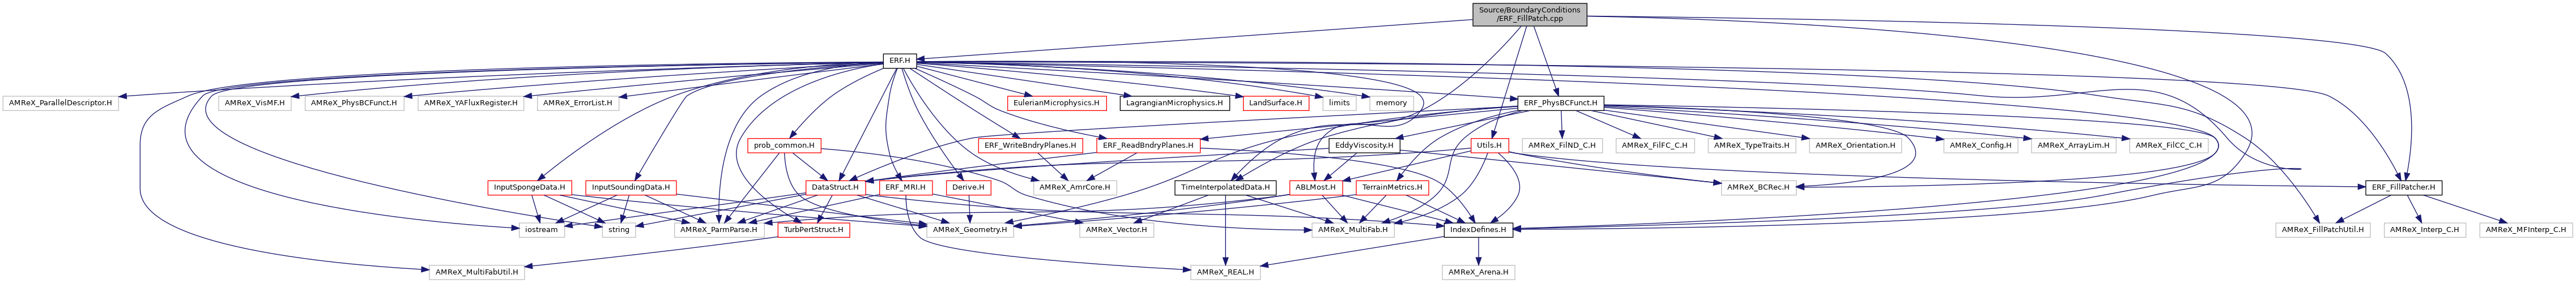 Source/BoundaryConditions
/ERF_FillPatch.cpp
ERF.H
AMReX_ParallelDescriptor.H
AMReX_VisMF.H
AMReX_PhysBCFunct.H
AMReX_YAFluxRegister.H
AMReX_ErrorList.H
EulerianMicrophysics.H
LagrangianMicrophysics.H
LandSurface.H
limits
memory
ERF_PhysBCFunct.H
prob_common.H
ERF_WriteBndryPlanes.H
ERF_ReadBndryPlanes.H
EddyViscosity.H
AMReX_FilND_C.H
Utils.H
AMReX_FilFC_C.H
AMReX_TypeTraits.H
AMReX_Orientation.H
AMReX_Config.H
AMReX_ArrayLim.H
AMReX_FilCC_C.H
InputSpongeData.H
InputSoundingData.H
DataStruct.H
ERF_MRI.H
Derive.H
AMReX_AmrCore.H
TimeInterpolatedData.H
ABLMost.H
TerrainMetrics.H
AMReX_BCRec.H
ERF_FillPatcher.H
iostream
string
AMReX_ParmParse.H
TurbPertStruct.H
AMReX_Geometry.H
AMReX_Vector.H
AMReX_MultiFab.H
IndexDefines.H
AMReX_FillPatchUtil.H
AMReX_Interp_C.H
AMReX_MFInterp_C.H
AMReX_MultiFabUtil.H
AMReX_REAL.H
AMReX_Arena.H